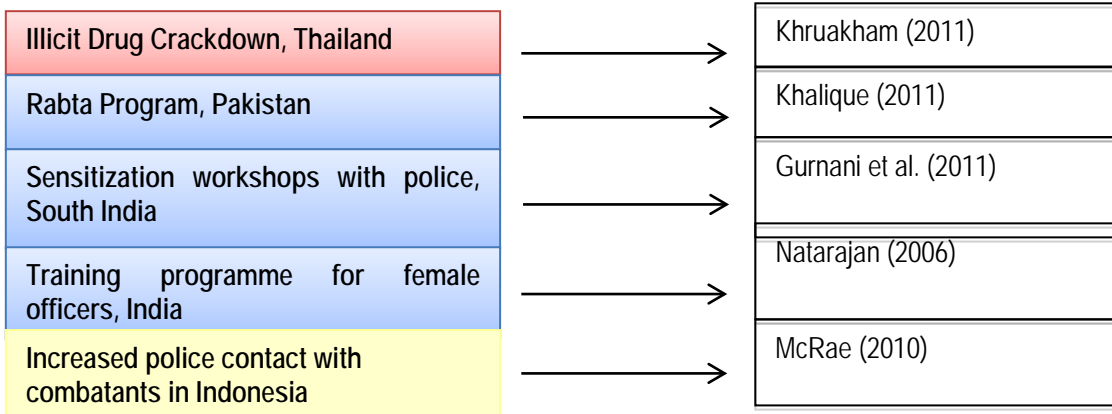 Illicit Drug Crackdown, Thailand
Khruakham (2011)
Rabta Program, Pakistan
Khalique (2011)
Sensitization workshops with police,
South India
Gurnani et al. (2011)
Training programme for female
officers, India
Natarajan (2006)
Increased police contact with
combatants in Indonesia
McRae (2010)